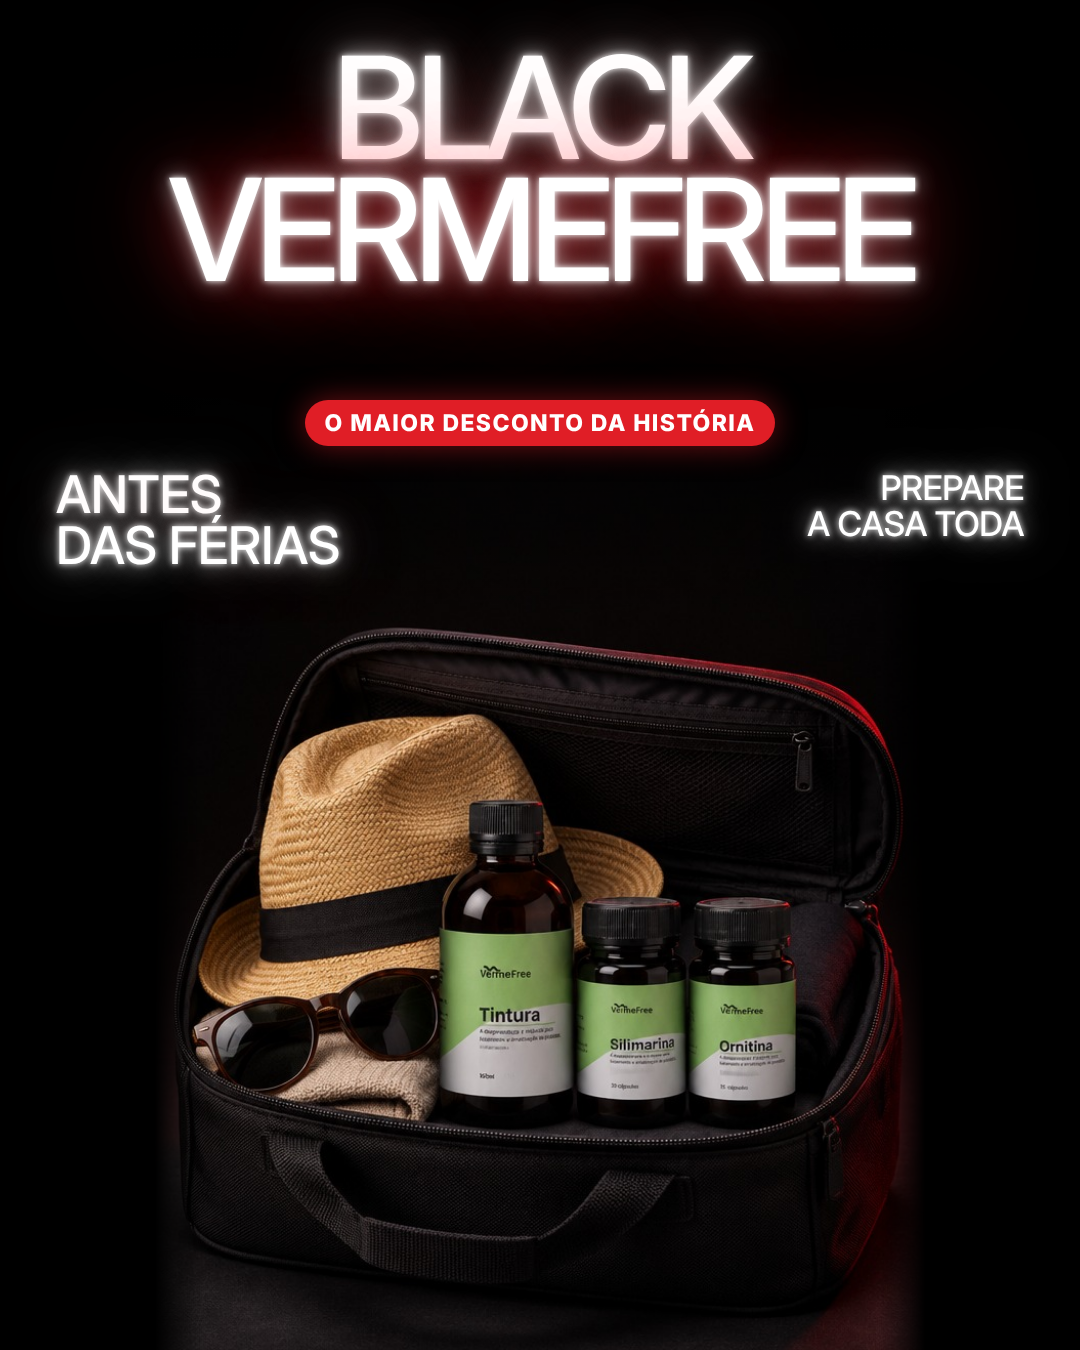 BLACK
VERMEFREE
O MAIOR DESCONTO DA HISTÓRIA
ANTES
DAS FÉRIAS
PREPARE
A CASA TODA
VermeFree
Tintura
VermeFree
Silimarina
VermeFree
Ornitina